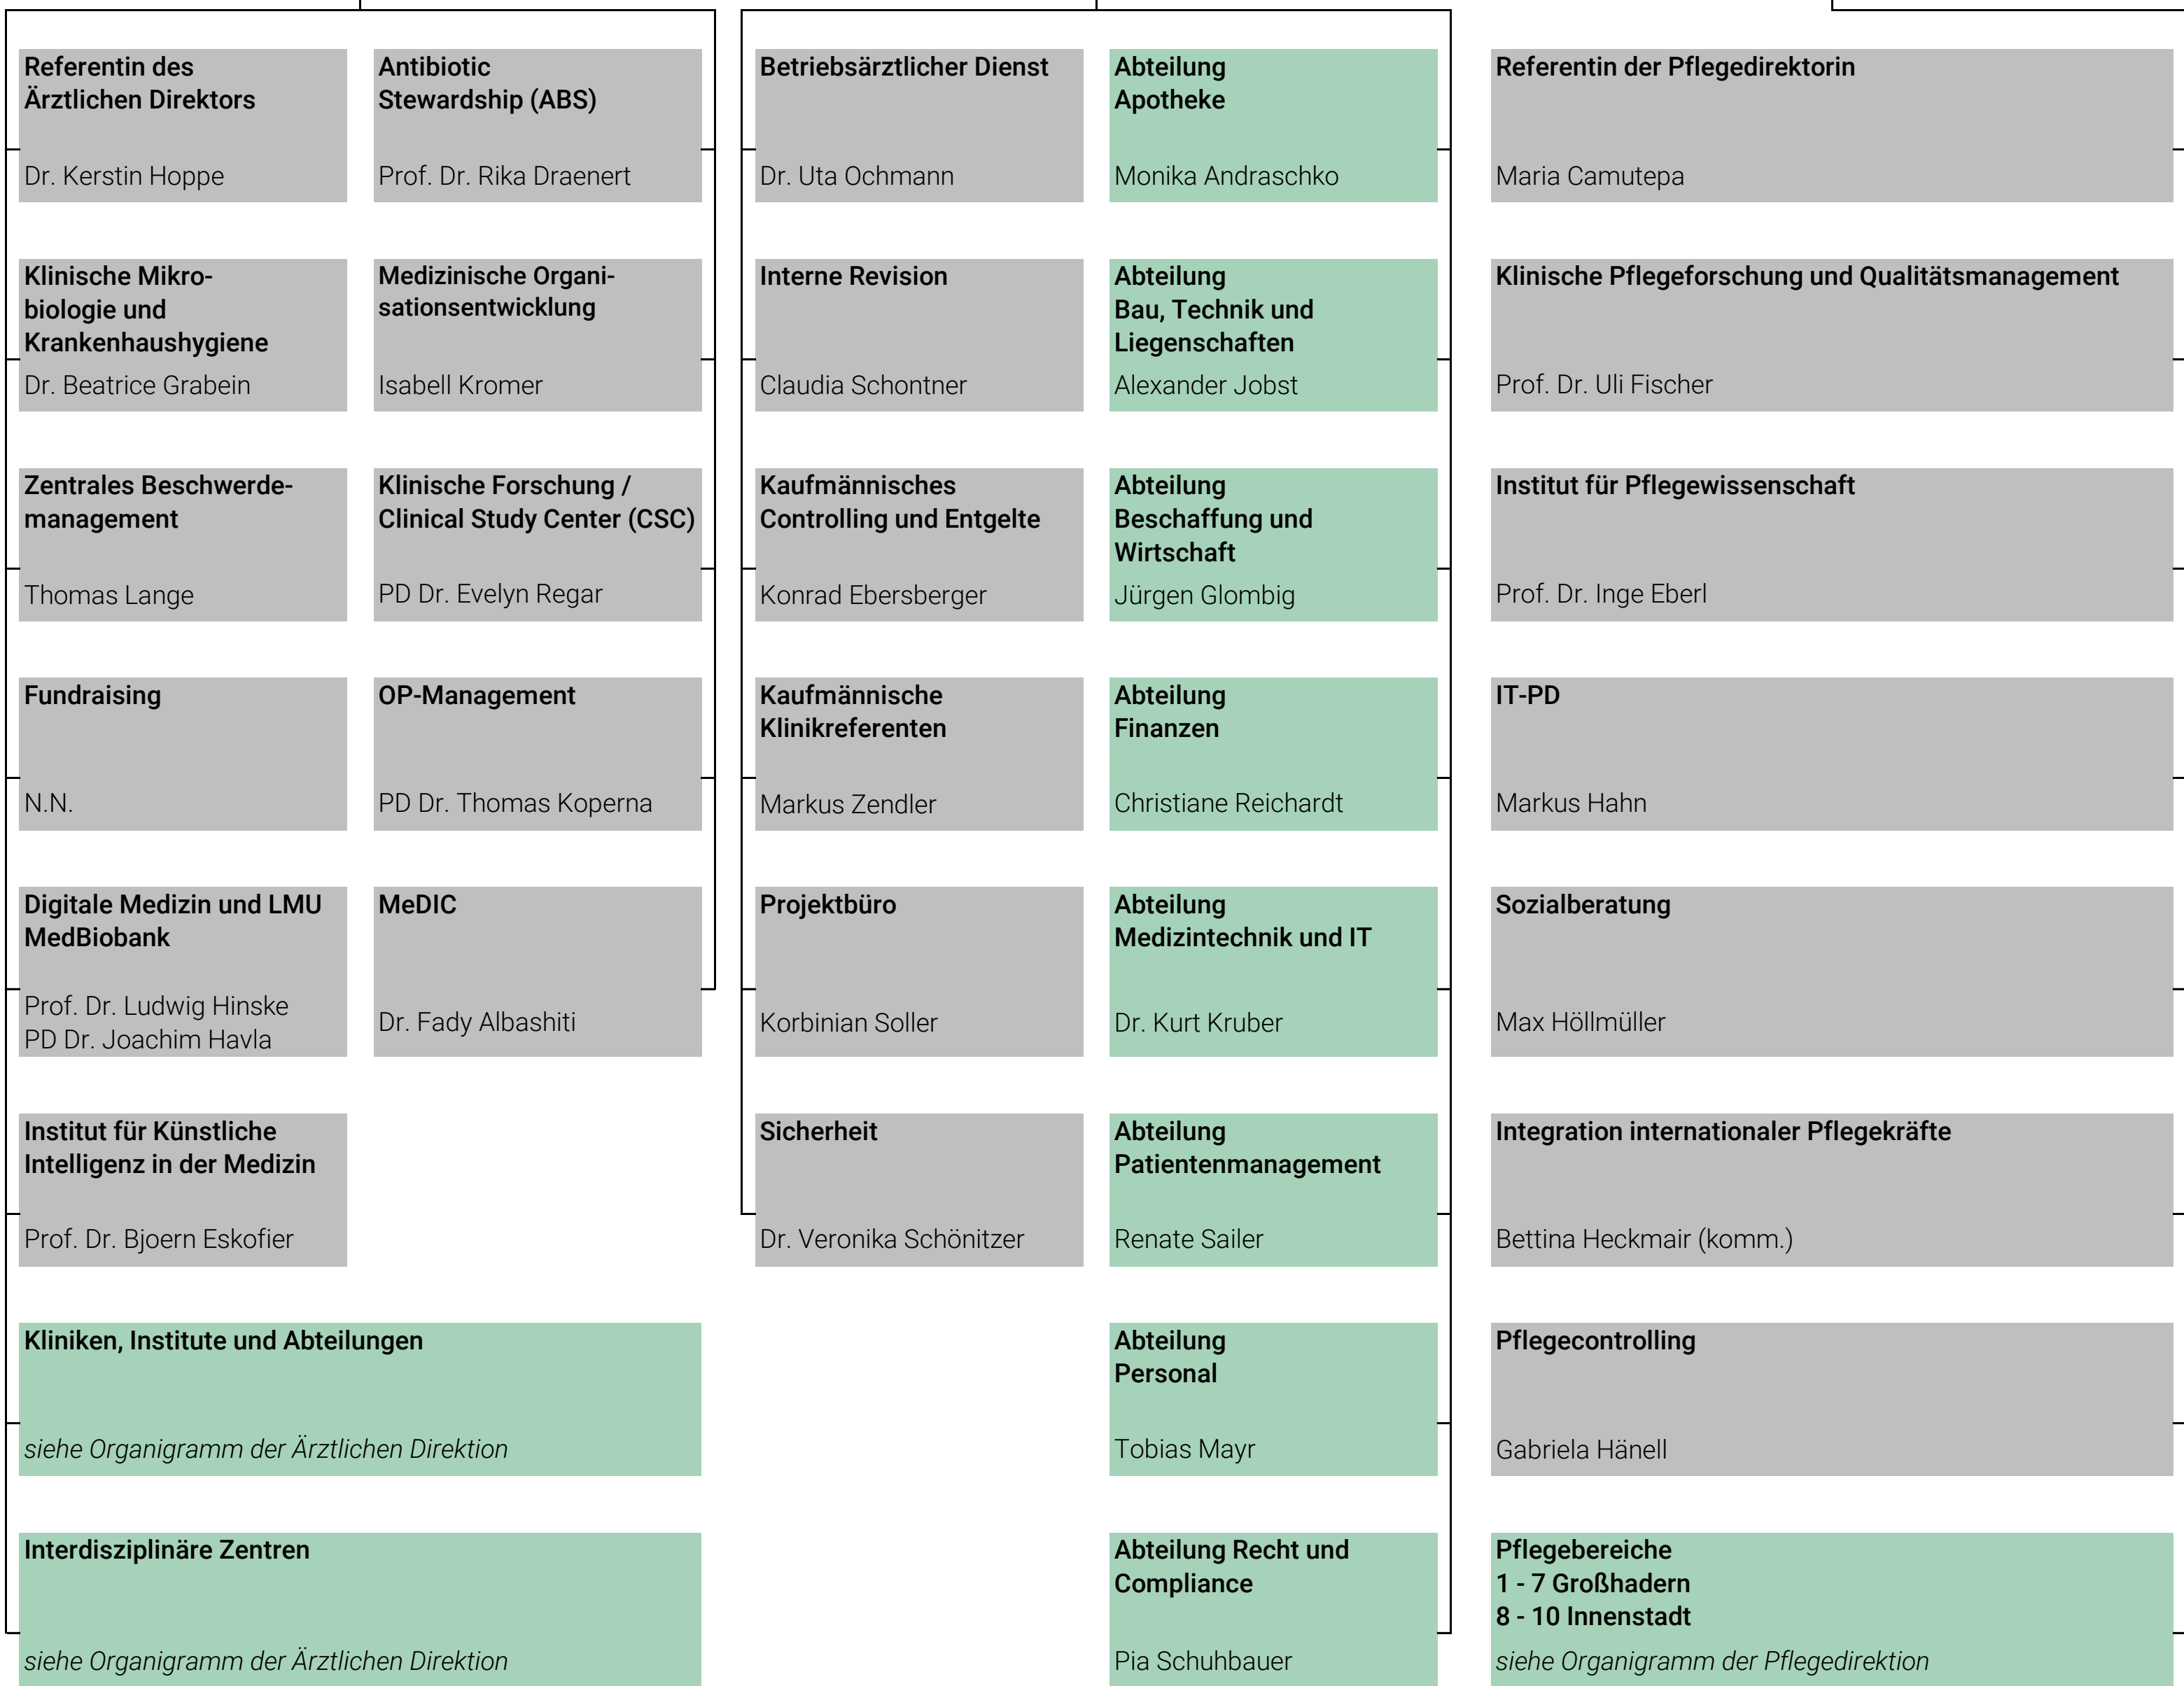 Referentin des
Ärztlichen Direktors
Dr. Kerstin Hoppe
Antibiotic
Stewardship (ABS)
Prof. Dr. Rika Draenert
Betriebsärztlicher Dienst
Dr. Uta Ochmann
Abteilung
Apotheke
Monika Andraschko
Referentin der Pflegedirektorin
Maria Camutepa
Klinische Mikro-
biologie und
Krankenhaushygiene
Dr. Beatrice Grabein
Medizinische Organi-
sationsentwicklung
Isabell Kromer
Interne Revision
Claudia Schontner
Abteilung
Bau, Technik und
Liegenschaften
Alexander Jobst
Klinische Pflegeforschung und Qualitätsmanagement
Prof. Dr. Uli Fischer
Zentrales Beschwerde-
management
Thomas Lange
Klinische Forschung /
Clinical Study Center (CSC)
PD Dr. Evelyn Regar
Kaufmännisches
Controlling und Entgelte
Konrad Ebersberger
Abteilung
Beschaffung und
Wirtschaft
Jürgen Glombig
Institut für Pflegewissenschaft
Prof. Dr. Inge Eberl
Fundraising
N.N.
OP-Management
PD Dr. Thomas Koperna
Kaufmännische
Klinikreferenten
Markus Zendler
Abteilung
Finanzen
Christiane Reichardt
IT-PD
Markus Hahn
Digitale Medizin und LMU
MedBiobank
Prof. Dr. Ludwig Hinske
PD Dr. Joachim Havla
MeDIC
Dr. Fady Albashiti
Projektbüro
Korbinian Soller
Abteilung
Medizintechnik und IT
Dr. Kurt Kruber
Sozialberatung
Max Höllmüller
Institut für Künstliche
Intelligenz in der Medizin
Prof. Dr. Bjoern Eskofier
Sicherheit
Dr. Veronika Schönitzer
Abteilung
Patientenmanagement
Renate Sailer
Integration internationaler Pflegekräfte
Bettina Heckmair (komm.)
Kliniken, Institute und Abteilungen
siehe Organigramm der Ärztlichen Direktion
Abteilung
Personal
Tobias Mayr
Pflegecontrolling
Gabriela Hänell
Interdisziplinäre Zentren
siehe Organigramm der Ärztlichen Direktion
Abteilung Recht und
Compliance
Pia Schuhbauer
Pflegebereiche
1 - 7 Großhadern
8 - 10 Innenstadt
siehe Organigramm der Pflegedirektion